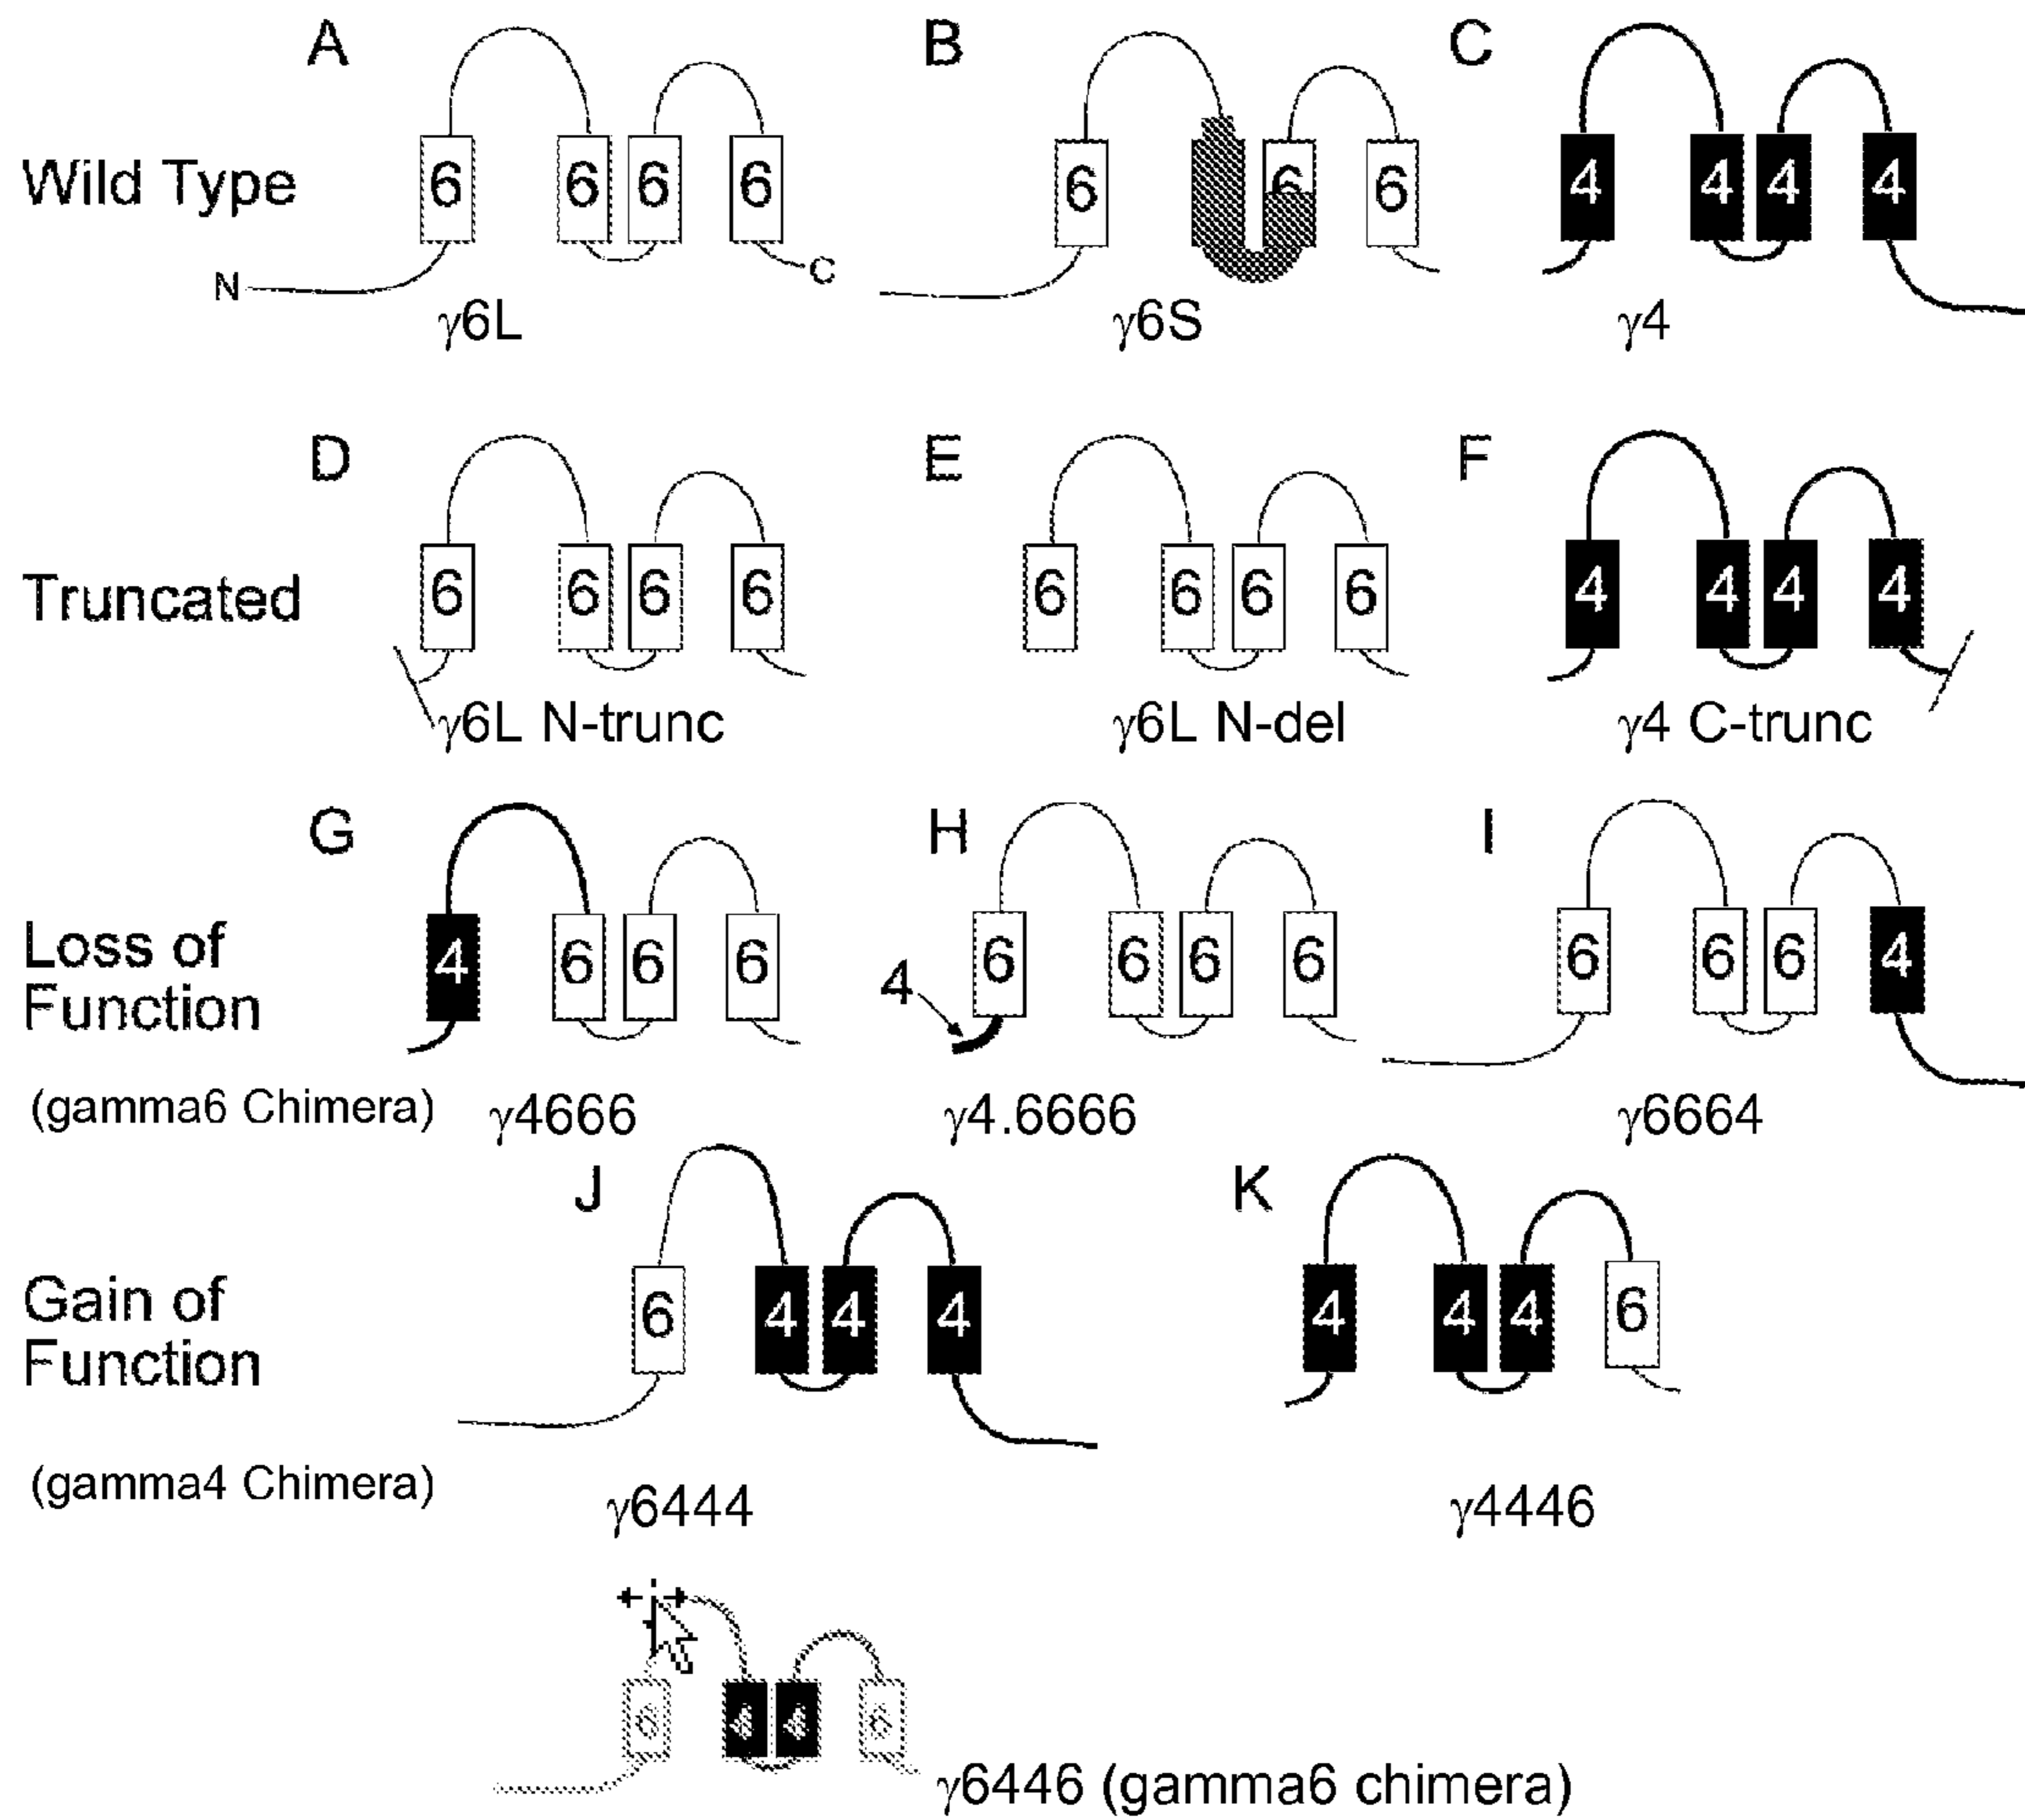 A B C
Wild Type
6 6 6 6
6 6 6
4 4 4 4
N C
γ6L γ6S γ4
D E F
Truncated
6 6 6 6
6 6 6 6
4 4 4 4
γ6L N-trunc γ6L N-del γ4 C-trunc
G H I
Loss of
Function
4 6 6 6
4 6 6 6 6
6 6 6 4
(gamma6 Chimera) γ4666 γ4.6666 γ6664
J K
Gain of
Function
6 4 4 4
4 4 4 6
(gamma4 Chimera) γ6444 γ4446
6 4 4 6
γ6446 (gamma6 chimera)